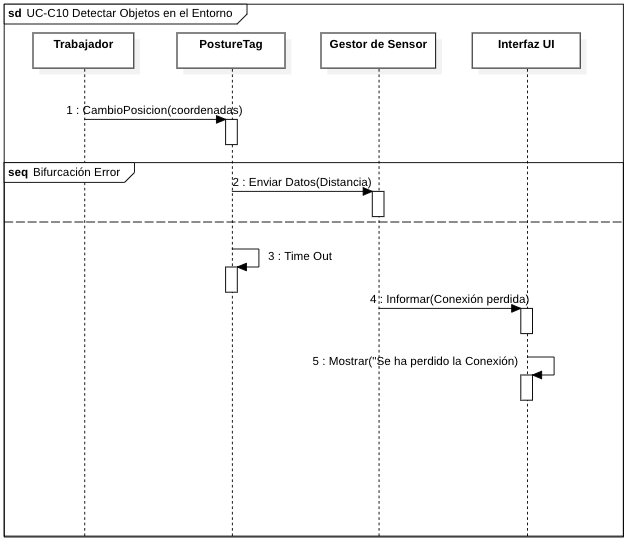 sd UC-C10 Detectar Objetos en el Entorno
Trabajador
PostureTag
Gestor de Sensor
Interfaz UI
1 : CambioPosicion(coordenadas)
seq Bifurcación Error
2 : Enviar Datos(Distancia)
3 : Time Out
4 : Informar(Conexión perdida)
5 : Mostrar("Se ha perdido la Conexión)